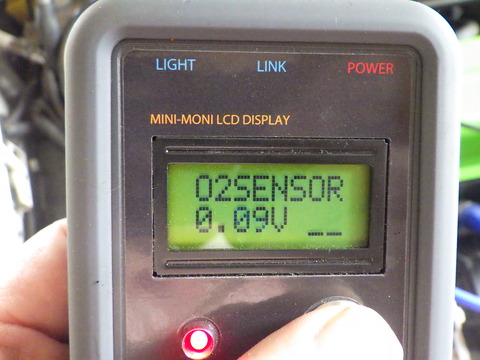 LIGHT LINK POWER
MINI-MONI LCD DISPLAY
O2SENSOR
0.09V __